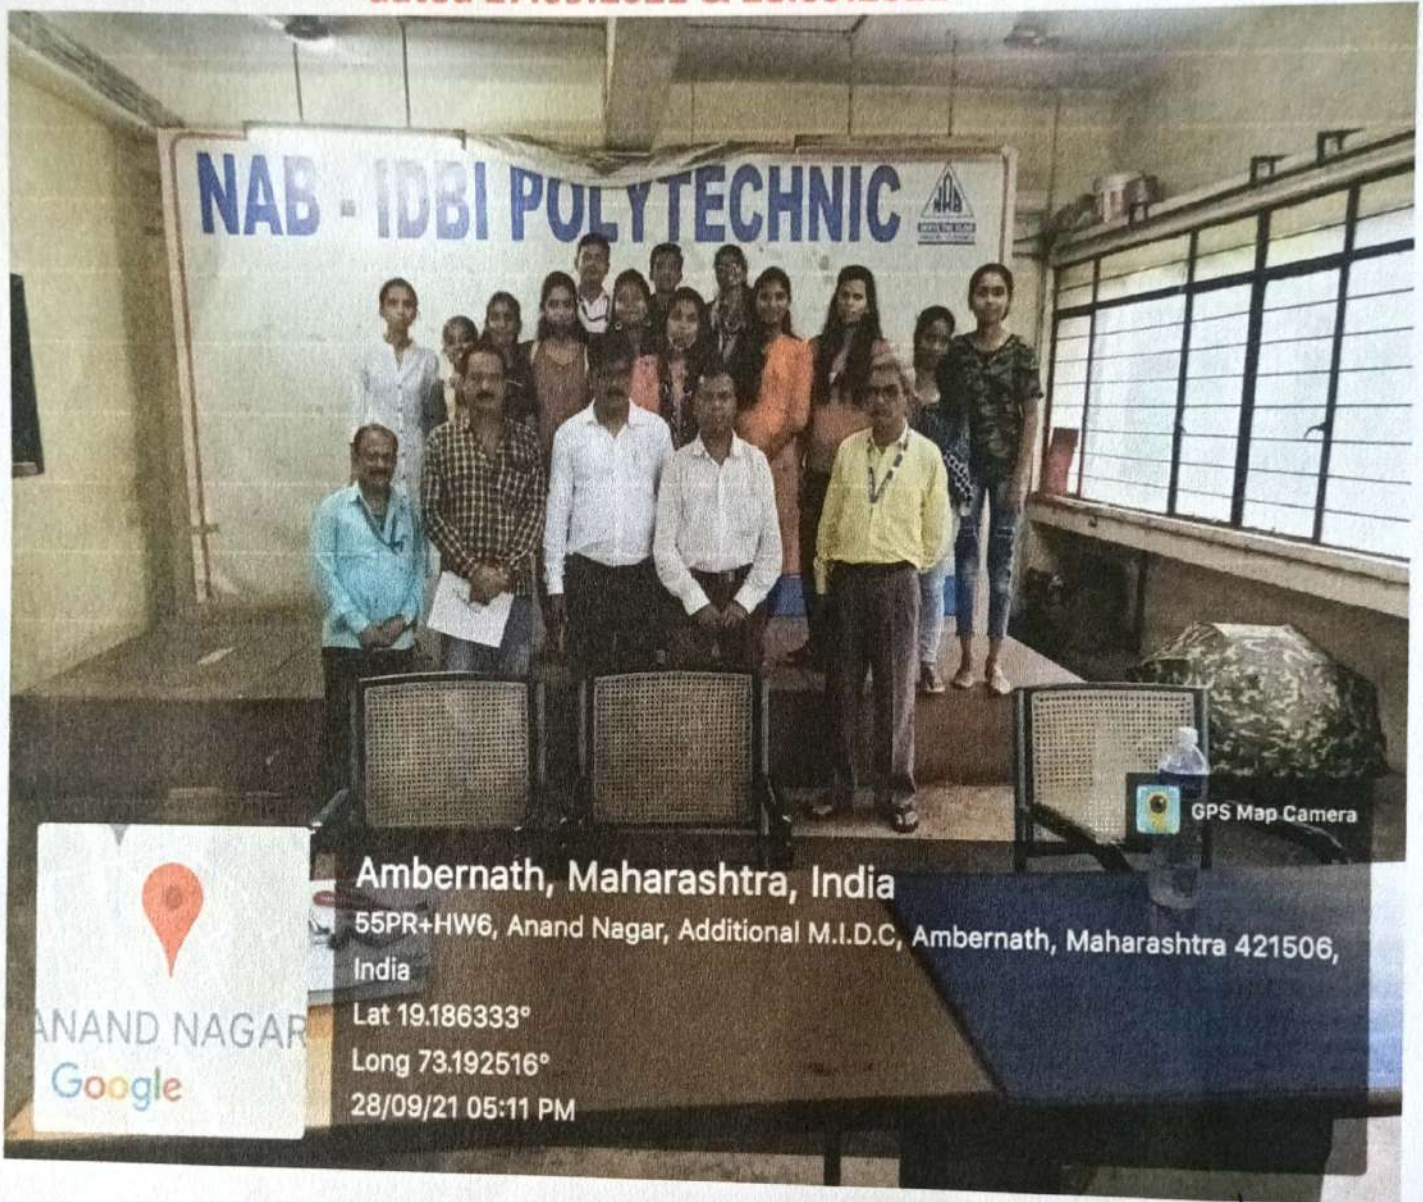 NAB - IDBI POLYTECHNIC
NAB
GPS Map Camera
Ambernath, Maharashtra, India
55PR+HW6, Anand Nagar, Additional M.I.D.C, Ambernath, Maharashtra 421506,
India
Lat 19.186333°
Long 73.192516°
28/09/21 05:11 PM
ANAND NAGAR
Google